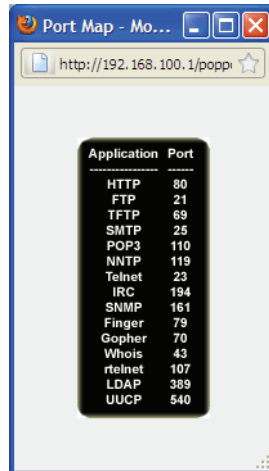 Port Map - Mo...
http://192.168.100.1/popp
Application Port
---------------- ------
HTTP 80
FTP 21
TFTP 69
SMTP 25
POP3 110
NNTP 119
Telnet 23
IRC 194
SNMP 161
Finger 79
Gopher 70
Whois 43
rtelnet 107
LDAP 389
UUCP 540